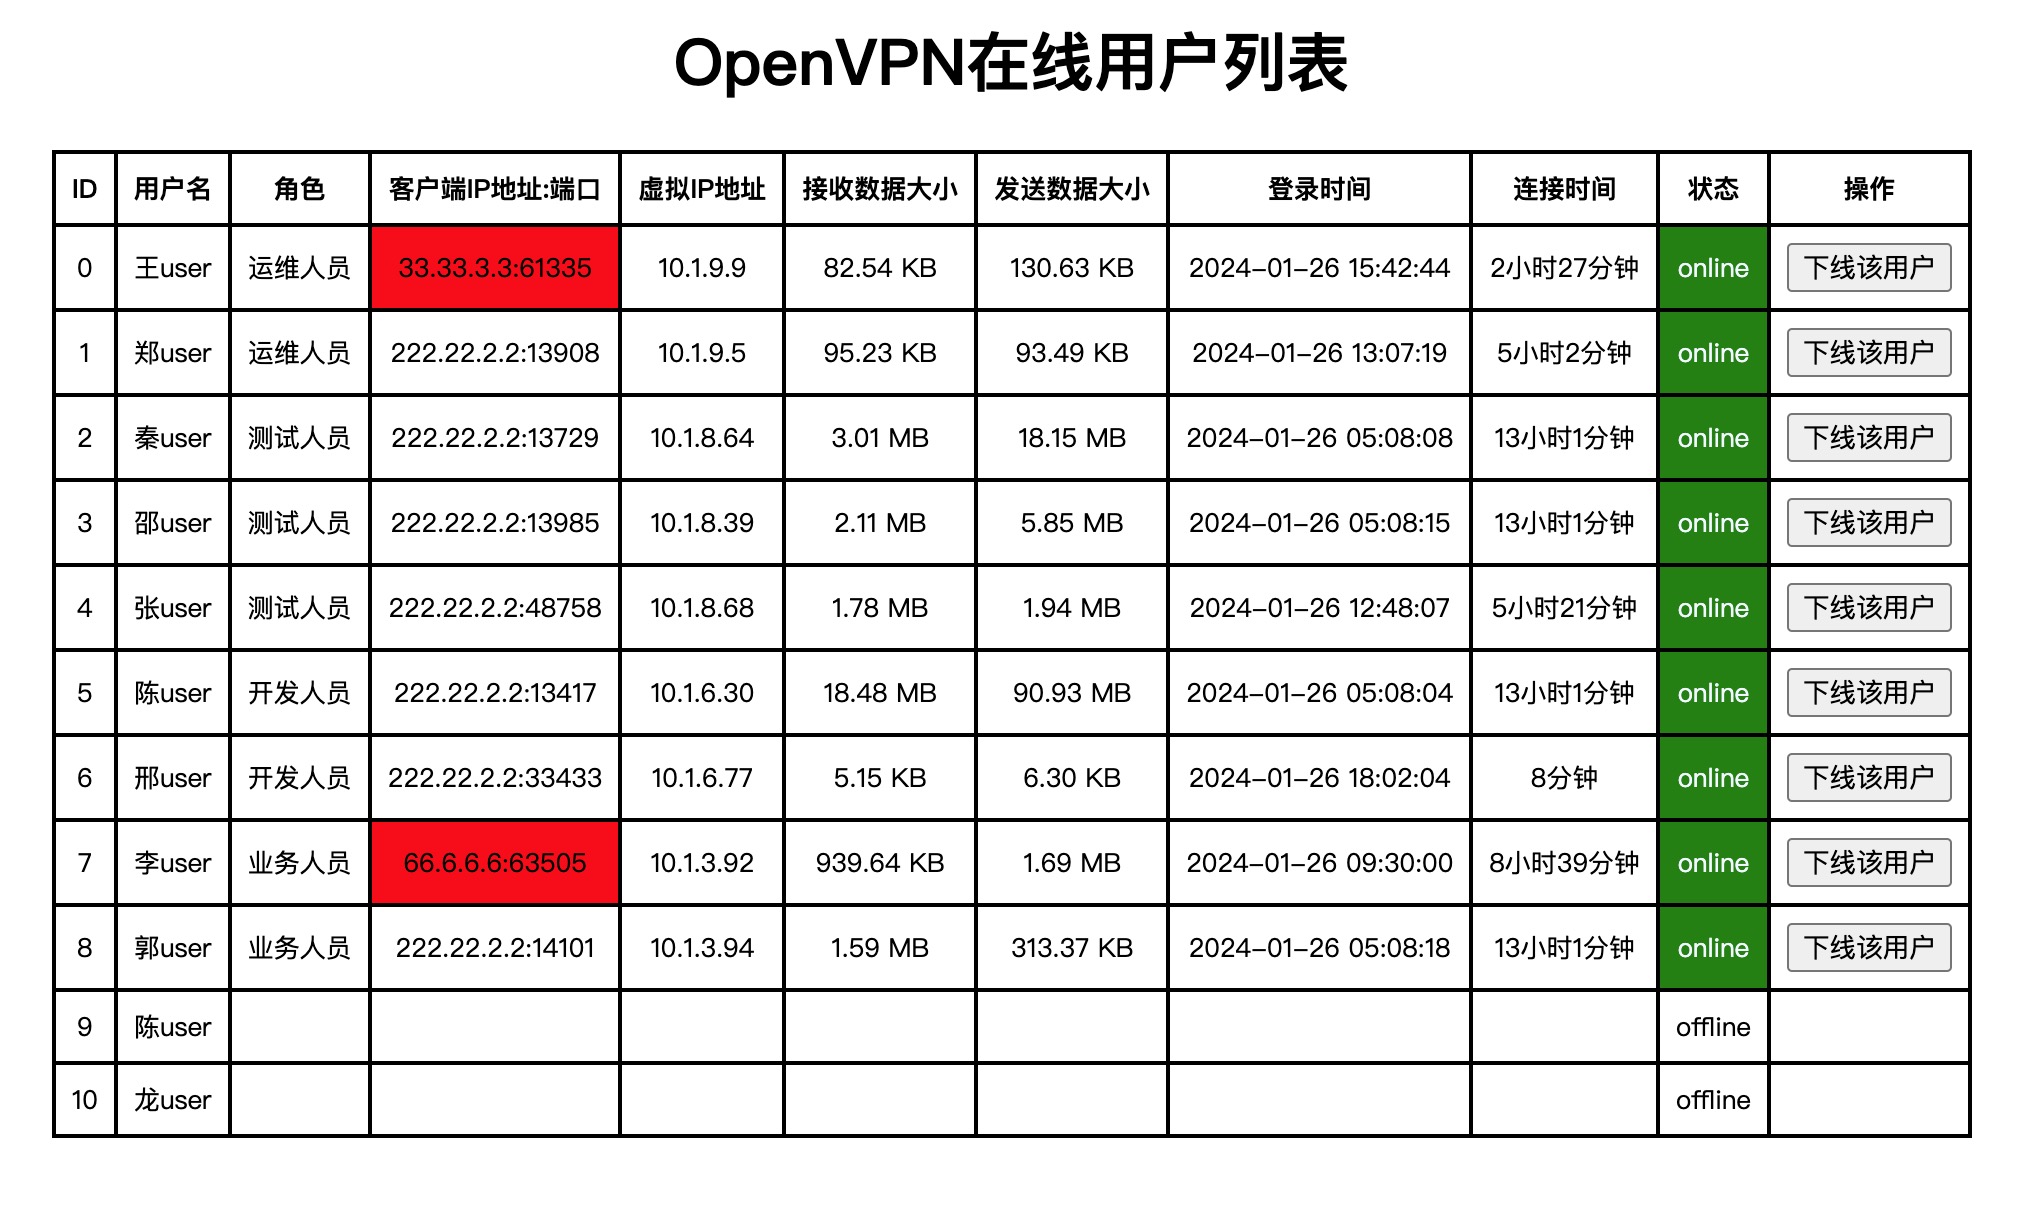 OpenVPN在线用户列表
ID 用户名 角色 客户端IP地址:端口 虚拟IP地址 接收数据大小 发送数据大小 登录时间 连接时间 状态 操作
0 王user 运维人员 33.33.3.3:61335 10.1.9.9 82.54 KB 130.63 KB 2024-01-26 15:42:44 2小时27分钟 online 下线该用户
1 郑user 运维人员 222.22.2.2:13908 10.1.9.5 95.23 KB 93.49 KB 2024-01-26 13:07:19 5小时2分钟 online 下线该用户
2 秦user 测试人员 222.22.2.2:13729 10.1.8.64 3.01 MB 18.15 MB 2024-01-26 05:08:08 13小时1分钟 online 下线该用户
3 邵user 测试人员 222.22.2.2:13985 10.1.8.39 2.11 MB 5.85 MB 2024-01-26 05:08:15 13小时1分钟 online 下线该用户
4 张user 测试人员 222.22.2.2:48758 10.1.8.68 1.78 MB 1.94 MB 2024-01-26 12:48:07 5小时21分钟 online 下线该用户
5 陈user 开发人员 222.22.2.2:13417 10.1.6.30 18.48 MB 90.93 MB 2024-01-26 05:08:04 13小时1分钟 online 下线该用户
6 邢user 开发人员 222.22.2.2:33433 10.1.6.77 5.15 KB 6.30 KB 2024-01-26 18:02:04 8分钟 online 下线该用户
7 李user 业务人员 66.6.6.6:63505 10.1.3.92 939.64 KB 1.69 MB 2024-01-26 09:30:00 8小时39分钟 online 下线该用户
8 郭user 业务人员 222.22.2.2:14101 10.1.3.94 1.59 MB 313.37 KB 2024-01-26 05:08:18 13小时1分钟 online 下线该用户
9 陈user offline
10 龙user offline